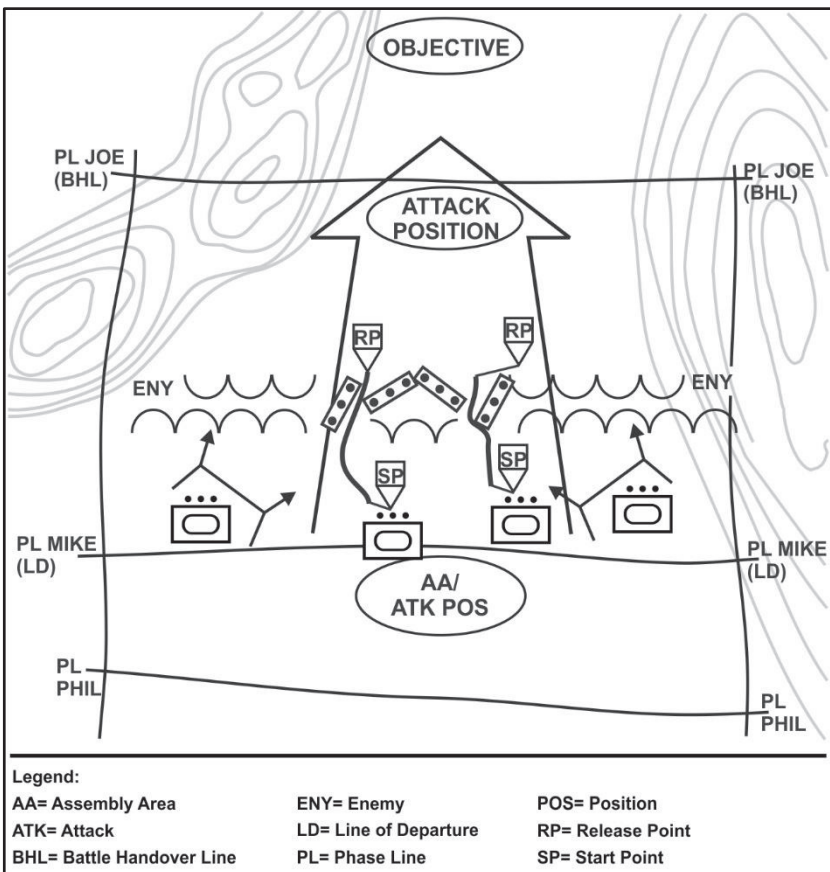 OBJECTIVE
PL JOE
(BHL)
PL JOE
(BHL)
ATTACK
POSITION
RP
RP
ENY
ENY
SP
SP
PL MIKE
(LD)
PL MIKE
(LD)
AA/
ATK POS
PL
PHIL
PL
PHIL
Legend:
AA= Assembly Area
ENY= Enemy
POS= Position
ATK= Attack
LD= Line of Departure
RP= Release Point
BHL= Battle Handover Line
PL= Phase Line
SP= Start Point